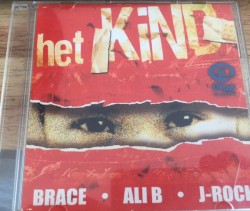 het KiND
BRACE • ALI B • J-ROCK